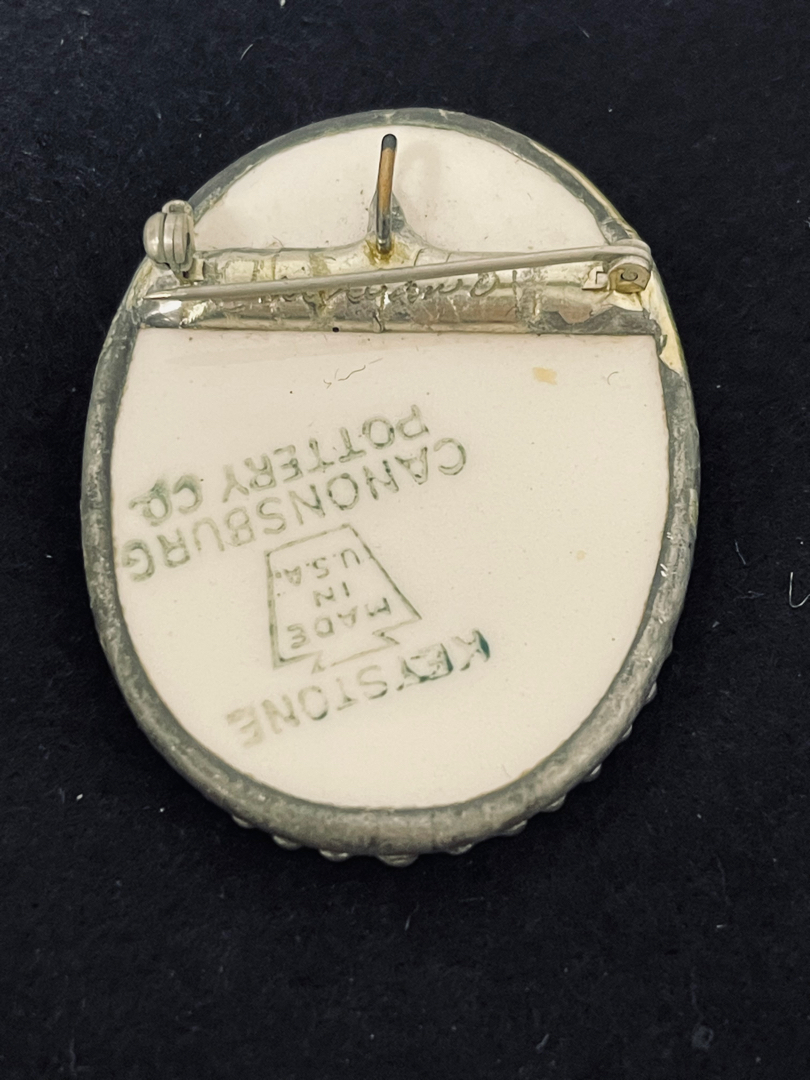 KEYSTONE
MADE
IN
U.S.A.
CANONSBURG
POTTERY CO.